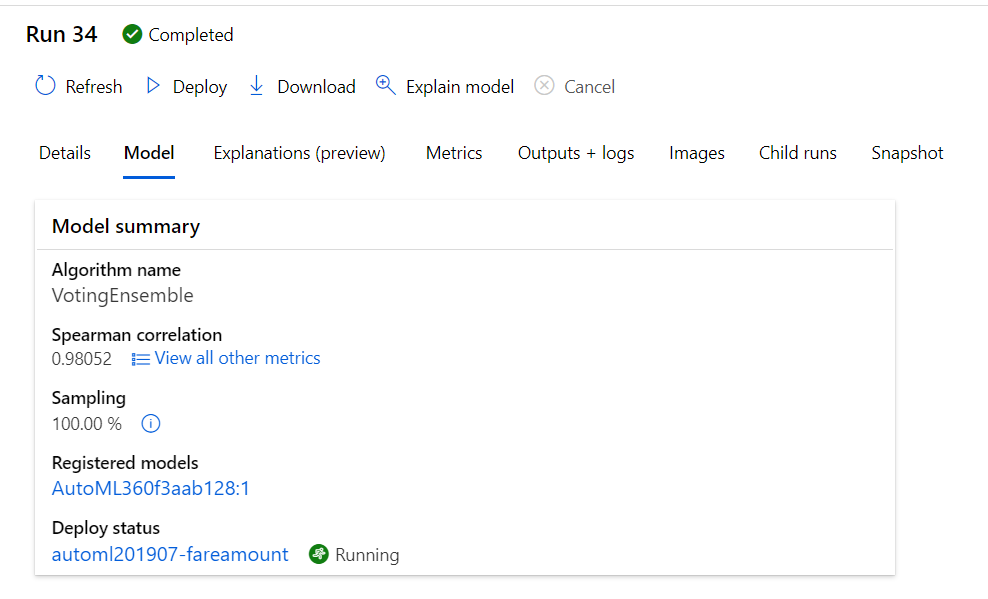 Run 34 Completed
Refresh Deploy Download Explain model Cancel
Details Model Explanations (preview) Metrics Outputs + logs Images Child runs Snapshot
Model summary
Algorithm name
VotingEnsemble
Spearman correlation
0.98052 View all other metrics
Sampling
100.00 %
Registered models
AutoML360f3aab128:1
Deploy status
automl201907-fareamount Running